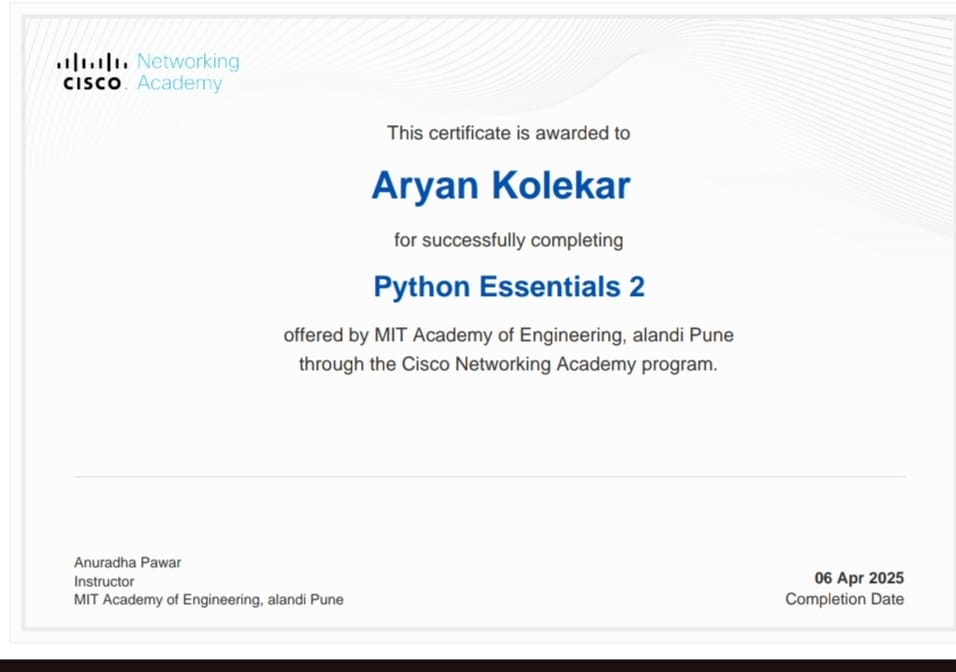 Networking
CISCO. Academy
This certificate is awarded to
Aryan Kolekar
for successfully completing
Python Essentials 2
offered by MIT Academy of Engineering, alandi Pune
through the Cisco Networking Academy program.
Anuradha Pawar
Instructor
MIT Academy of Engineering, alandi Pune
06 Apr 2025
Completion Date